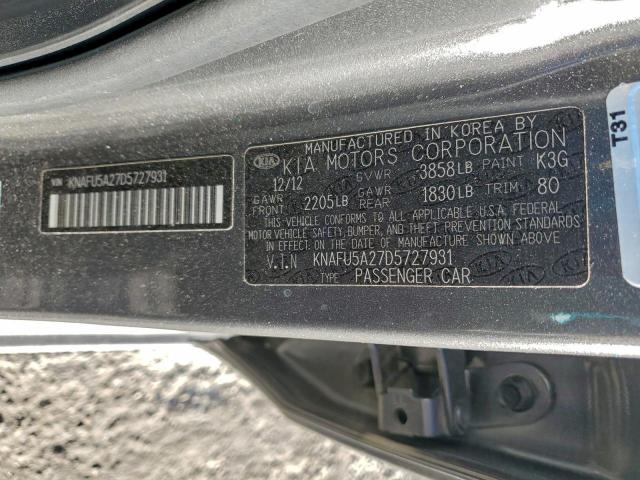 VIN KNAFU5A27D5727931
MANUFACTURED IN KOREA BY
KIA KIA MOTORS CORPORATION
12/12 GVWR 3858LB PAINT K3G
GAWR FRONT 2205LB GAWR REAR 1830LB TRIM 80
THIS VEHICLE CONFORMS TO ALL APPLICABLE U.S.A. FEDERAL
MOTOR VEHICLE SAFETY, BUMPER, AND THEFT PREVENTION STANDARDS
IN EFFECT ON THE DATE OF MANUFACTURE SHOWN ABOVE
V.I.N KNAFU5A27D5727931
TYPE PASSENGER CAR
T31